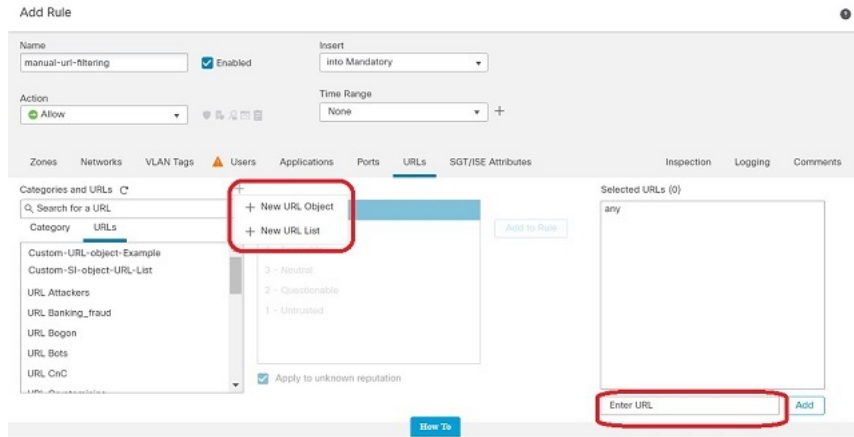 Add Rule
Name
manual-url-filtering
Enabled
Insert
into Mandatory
Action
Allow
Time Range
None
Zones Networks VLAN Tags Users Applications Ports URLs SGT/ISE Attributes Inspection Logging Comments
Categories and URLs
Search for a URL
Category URLs
Custom-URL-object-Example
Custom-SI-object-URL-List
URL Attackers
URL Banking_fraud
URL Bogon
URL Bots
URL CnC
+ New URL Object
+ New URL List
3 - Neutral
2 - Questionable
1 - Untrusted
Apply to unknown reputation
Add to Rule
Selected URLs (0)
any
Enter URL
Add
How To